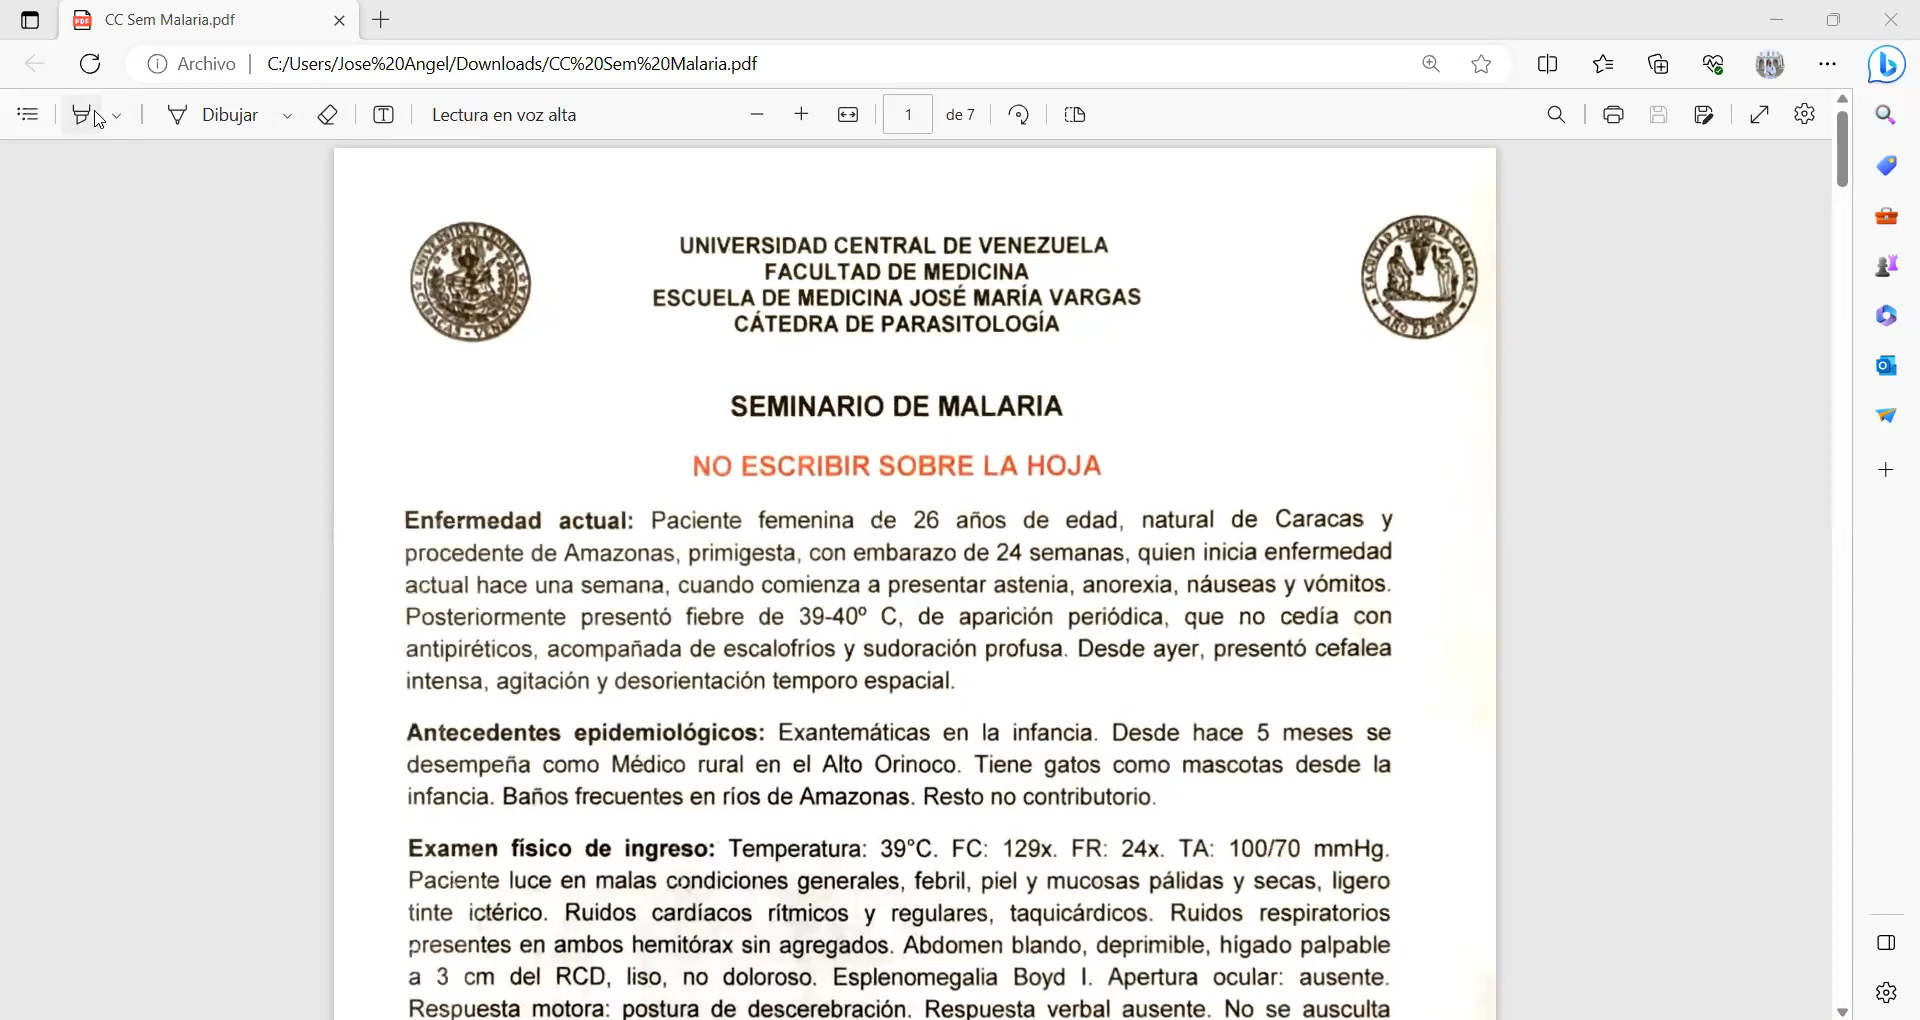 CC Sem Malaria.pdf
Archivo C:/Users/Jose%20Angel/Downloads/CC%20Sem%20Malaria.pdf
Dibujar Lectura en voz alta 1 de 7
UNIVERSIDAD CENTRAL DE VENEZUELA
FACULTAD DE MEDICINA
ESCUELA DE MEDICINA JOSÉ MARÍA VARGAS
CÁTEDRA DE PARASITOLOGÍA
SEMINARIO DE MALARIA
NO ESCRIBIR SOBRE LA HOJA
Enfermedad actual: Paciente femenina de 26 años de edad, natural de Caracas y
procedente de Amazonas, primigesta, con embarazo de 24 semanas, quien inicia enfermedad
actual hace una semana, cuando comienza a presentar astenia, anorexia, náuseas y vómitos.
Posteriormente presentó fiebre de 39-40º C, de aparición periódica, que no cedía con
antipiréticos, acompañada de escalofríos y sudoración profusa. Desde ayer, presentó cefalea
intensa, agitación y desorientación temporo espacial.
Antecedentes epidemiológicos: Exantemáticas en la infancia. Desde hace 5 meses se
desempeña como Médico rural en el Alto Orinoco. Tiene gatos como mascotas desde la
infancia. Baños frecuentes en ríos de Amazonas. Resto no contributorio.
Examen físico de ingreso: Temperatura: 39°C. FC: 129x. FR: 24x. TA: 100/70 mmHg.
Paciente luce en malas condiciones generales, febril, piel y mucosas pálidas y secas, ligero
tinte ictérico. Ruidos cardíacos rítmicos y regulares, taquicárdicos. Ruidos respiratorios
presentes en ambos hemitórax sin agregados. Abdomen blando, deprimible, hígado palpable
a 3 cm del RCD, liso, no doloroso. Esplenomegalia Boyd I. Apertura ocular: ausente.
Respuesta motora: postura de descerebración. Respuesta verbal ausente. No se ausculta